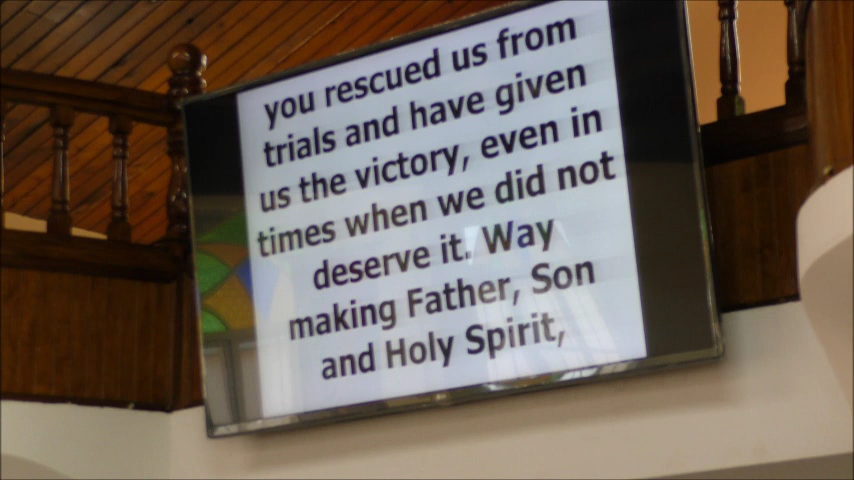 you rescued us from
trials and have given
us the victory, even in
times when we did not
deserve it. Way
making Father, Son
and Holy Spirit,